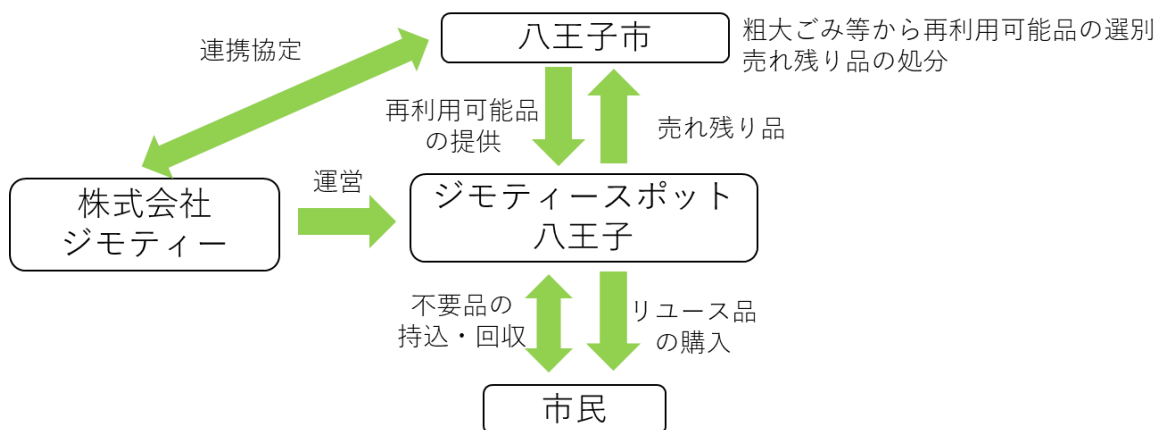 連携協定
八王子市
粗大ごみ等から再利用可能品の選別
売れ残り品の処分
再利用可能品
の提供
売れ残り品
株式会社
ジモティー
運営
ジモティースポット
八王子
不要品の
持込・回収
リユース品
の購入
市民